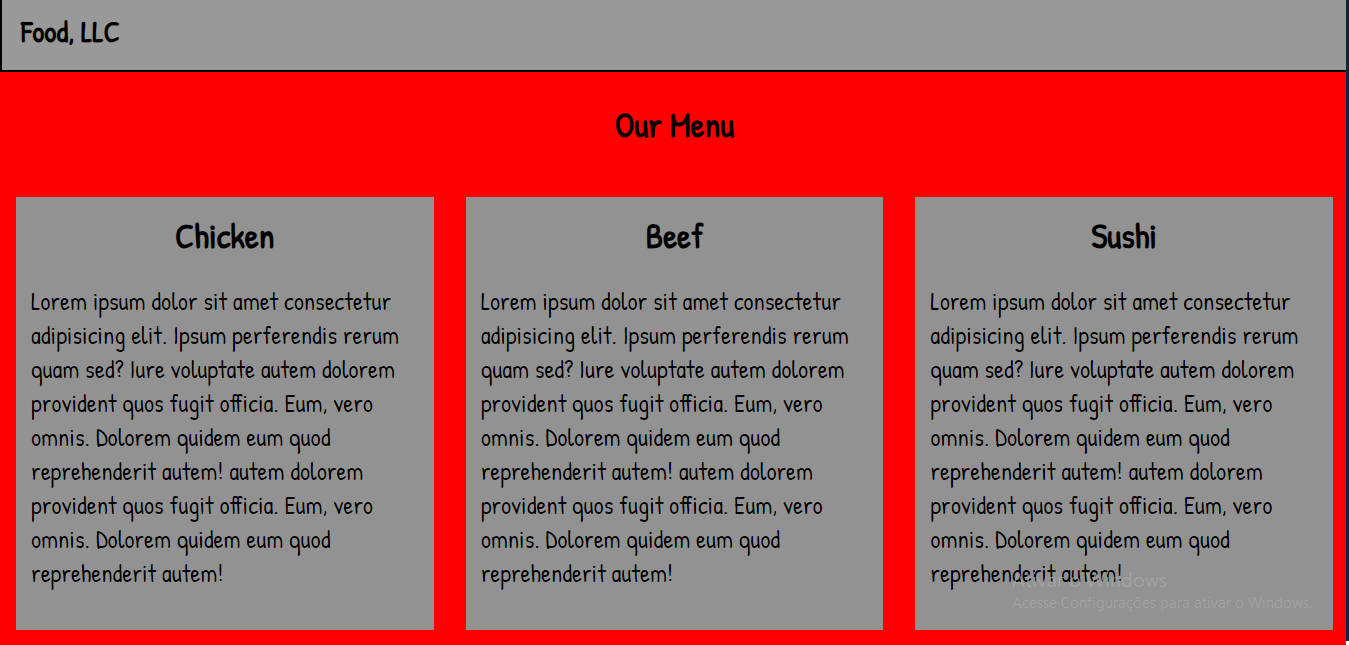 Food, LLC
Our Menu
Chicken
Lorem ipsum dolor sit amet consectetur
adipisicing elit. Ipsum perferendis rerum
quam sed? Iure voluptate autem dolorem
provident quos fugit officia. Eum, vero
omnis. Dolorem quidem eum quod
reprehenderit autem! autem dolorem
provident quos fugit officia. Eum, vero
omnis. Dolorem quidem eum quod
reprehenderit autem!
Beef
Lorem ipsum dolor sit amet consectetur
adipisicing elit. Ipsum perferendis rerum
quam sed? Iure voluptate autem dolorem
provident quos fugit officia. Eum, vero
omnis. Dolorem quidem eum quod
reprehenderit autem! autem dolorem
provident quos fugit officia. Eum, vero
omnis. Dolorem quidem eum quod
reprehenderit autem!
Sushi
Lorem ipsum dolor sit amet consectetur
adipisicing elit. Ipsum perferendis rerum
quam sed? Iure voluptate autem dolorem
provident quos fugit officia. Eum, vero
omnis. Dolorem quidem eum quod
reprehenderit autem! autem dolorem
provident quos fugit officia. Eum, vero
omnis. Dolorem quidem eum quod
reprehenderit autem!
Ativar o Windows
Acesse Configurações para ativar o Windows.